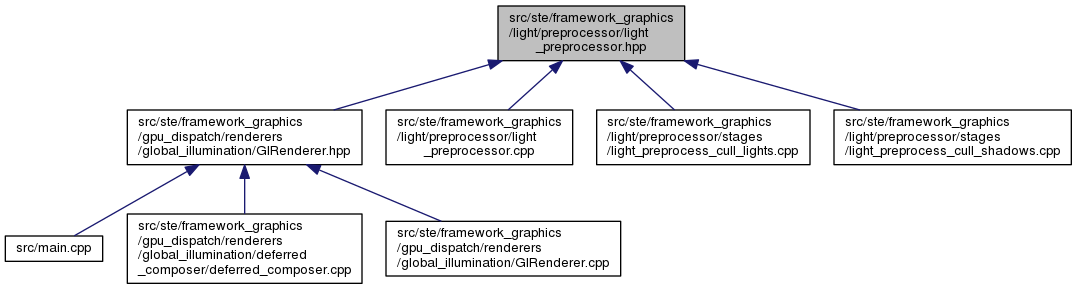 src/ste/framework_graphics
/light/preprocessor/light
_preprocessor.hpp
src/ste/framework_graphics
/gpu_dispatch/renderers
/global_illumination/GIRenderer.hpp
src/ste/framework_graphics
/light/preprocessor/light
_preprocessor.cpp
src/ste/framework_graphics
/light/preprocessor/stages
/light_preprocess_cull_lights.cpp
src/ste/framework_graphics
/light/preprocessor/stages
/light_preprocess_cull_shadows.cpp
src/main.cpp
src/ste/framework_graphics
/gpu_dispatch/renderers
/global_illumination/deferred
_composer/deferred_composer.cpp
src/ste/framework_graphics
/gpu_dispatch/renderers
/global_illumination/GIRenderer.cpp